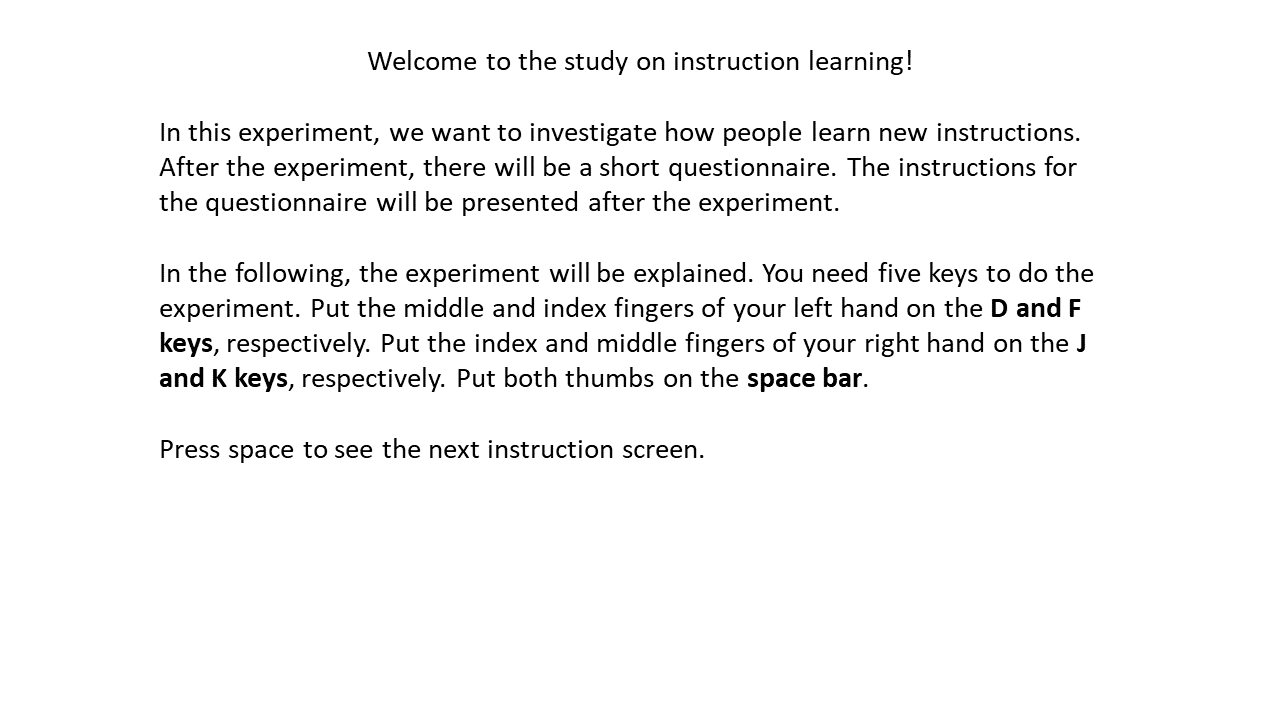 Welcome to the study on instruction learning!
In this experiment, we want to investigate how people learn new instructions.
After the experiment, there will be a short questionnaire. The instructions for
the questionnaire will be presented after the experiment.
In the following, the experiment will be explained. You need five keys to do the
experiment. Put the middle and index fingers of your left hand on the D and F
keys, respectively. Put the index and middle fingers of your right hand on the J
and K keys, respectively. Put both thumbs on the space bar.
Press space to see the next instruction screen.